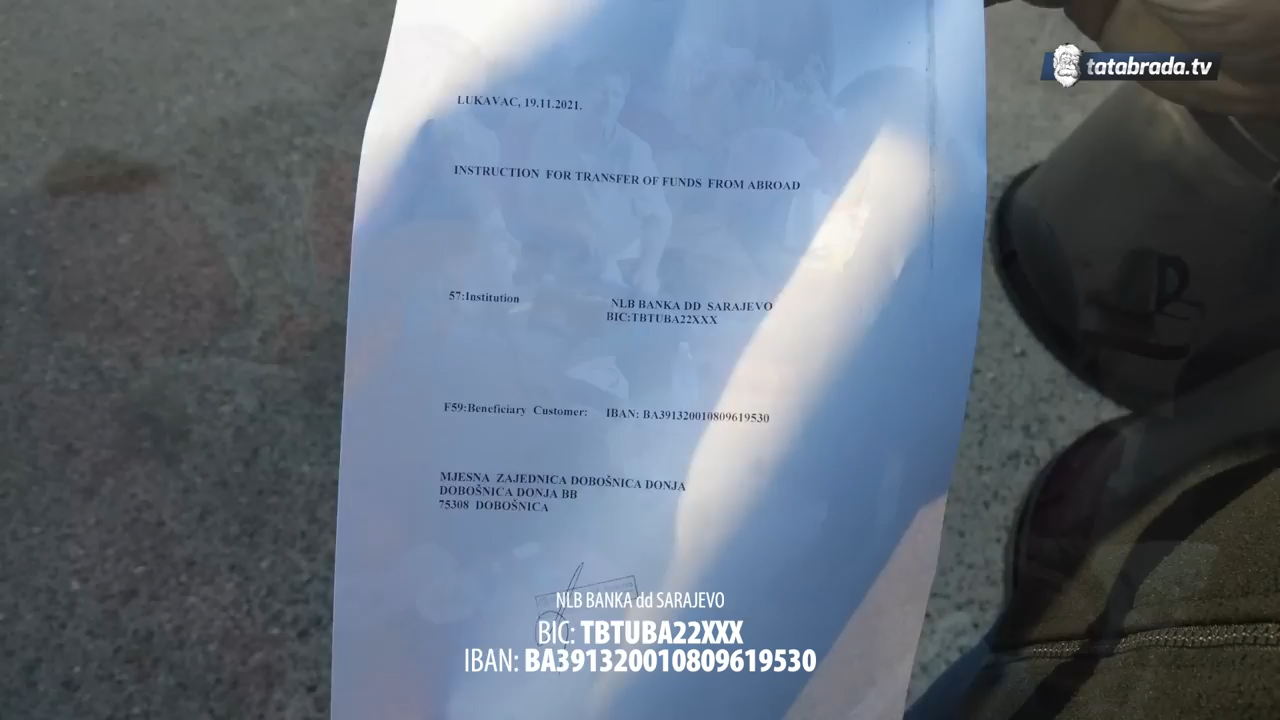 tatabrada.tv
LUKAVAC, 19.11.2021.
INSTRUCTION FOR TRANSFER OF FUNDS FROM ABROAD
57:Institution NLB BANKA DD SARAJEVO
BIC:TBTUBA22XXX
F59:Beneficiary Customer: IBAN: BA391320010809619530
MJESNA ZAJEDNICA DOBOŠNICA DONJA
DOBOŠNICA DONJA BB
75308 DOBOŠNICA
NLB BANKA dd SARAJEVO
BIC: TBTUBA22XXX
IBAN: BA391320010809619530